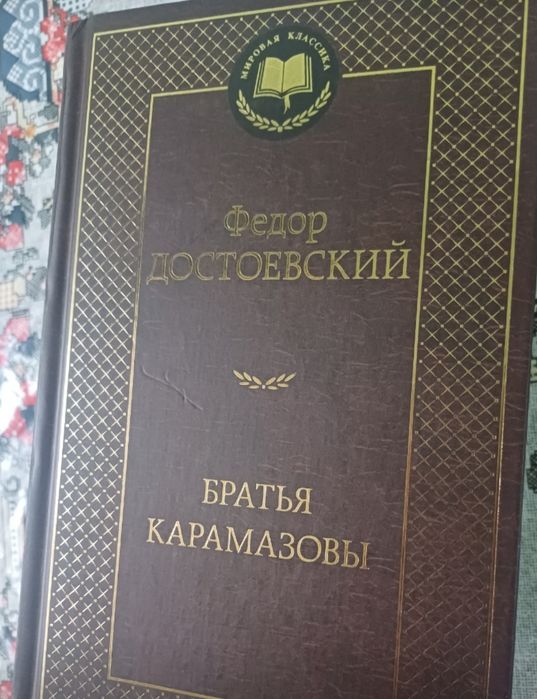 МИРОВАЯ КЛАССИКА
Федор
ДОСТОЕВСКИЙ
БРАТЬЯ
КАРАМАЗОВЫ